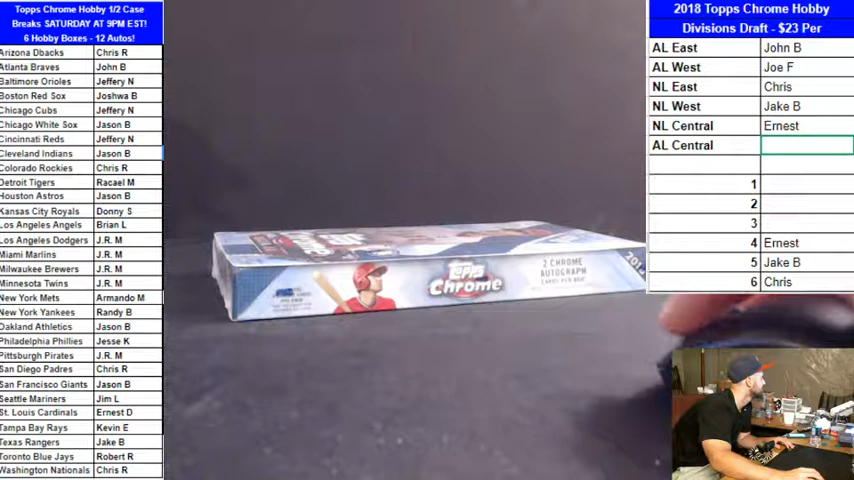 Topps Chrome Hobby 1/2 Case
Breaks SATURDAY AT 9PM EST!
6 Hobby Boxes - 12 Autos!
Arizona Dbacks Chris R
Atlanta Braves John B
Baltimore Orioles Jeffery N
Boston Red Sox Joshwa B
Chicago Cubs Jeffery N
Chicago White Sox Jason B
Cincinnati Reds Jeffery N
Cleveland Indians Jason B
Colorado Rockies Chris R
Detroit Tigers Racael M
Houston Astros Jason B
Kansas City Royals Donny S
Los Angeles Angels Brian L
Los Angeles Dodgers J.R. M
Miami Marlins J.R. M
Milwaukee Brewers J.R. M
Minnesota Twins J.R. M
New York Mets Armando M
New York Yankees Randy B
Oakland Athletics Jason B
Philadelphia Phillies Jesse K
Pittsburgh Pirates J.R. M
San Diego Padres Chris R
San Francisco Giants Jason B
Seattle Mariners Jim L
St. Louis Cardinals Ernest D
Tampa Bay Rays Kevin E
Texas Rangers Jake B
Toronto Blue Jays Robert R
Washington Nationals Chris R
Topps
Chrome
2 CHROME
AUTOGRAPH
CARDS PER BOX
2018 Topps Chrome Hobby
Divisions Draft - $23 Per
AL East John B
AL West Joe F
NL East Chris
NL West Jake B
NL Central Ernest
AL Central
1
2
3
4 Ernest
5 Jake B
6 Chris